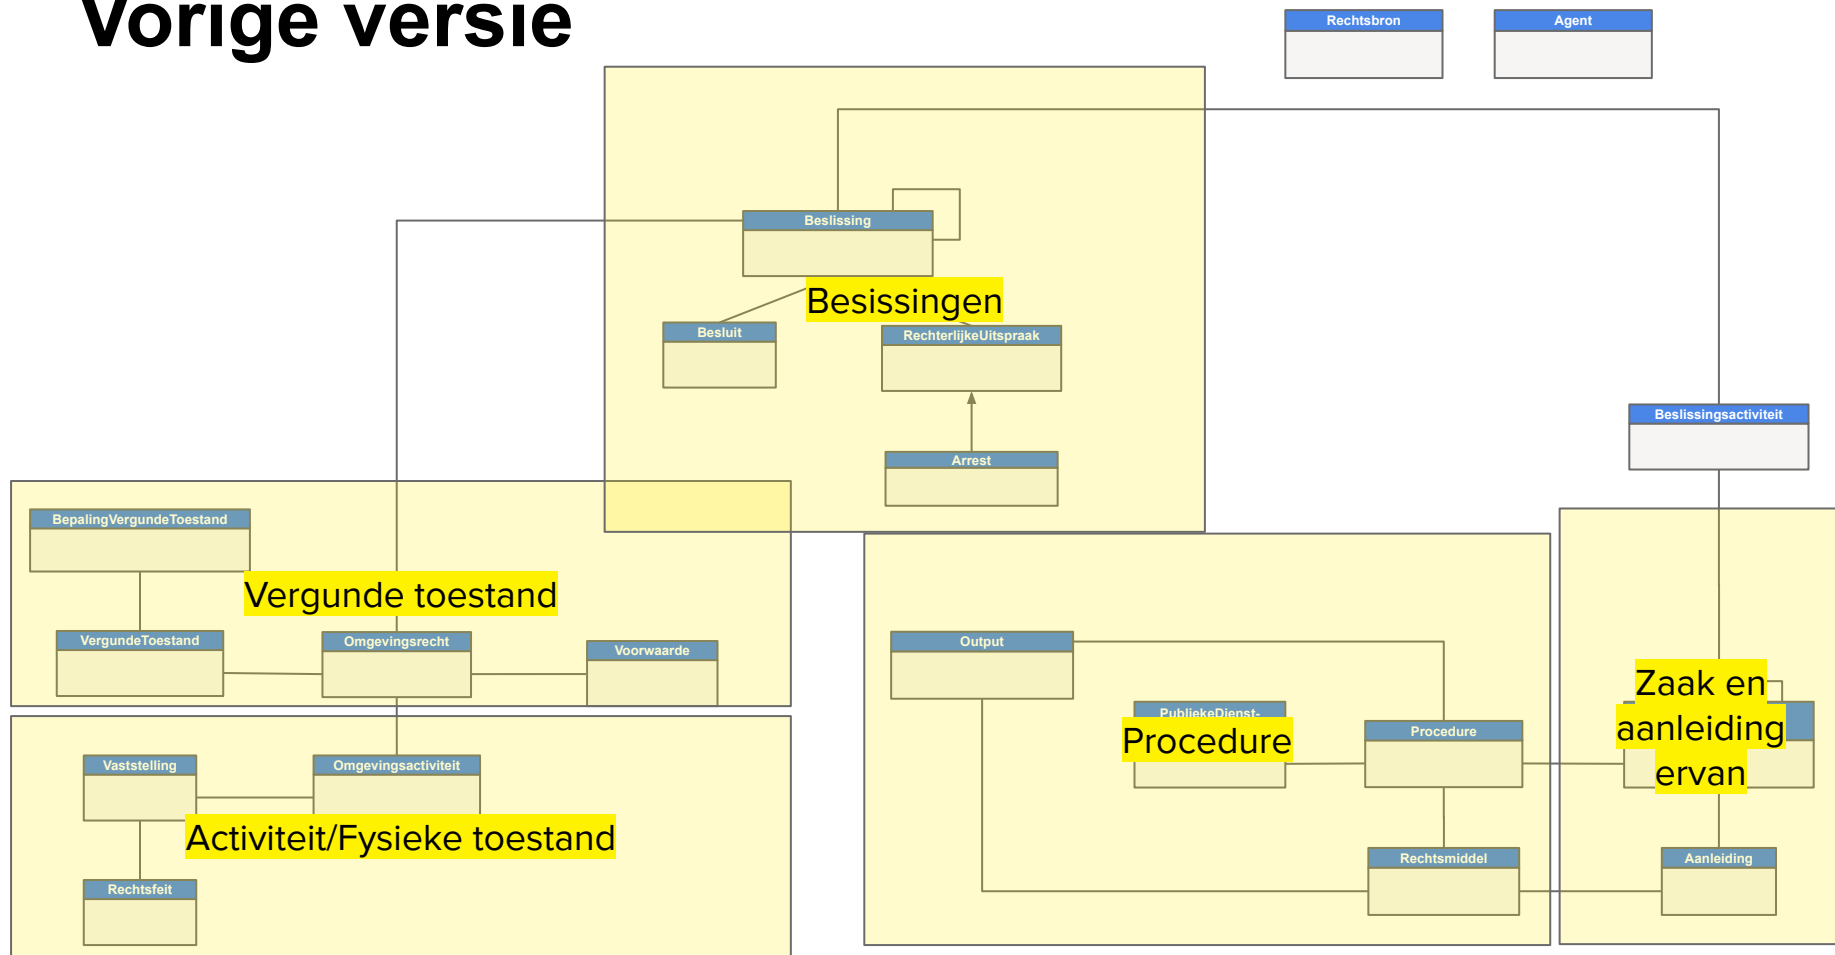 Vorige versie
Rechtsbron
Agent
Beslissing
Besissingen
Besluit
RechterlijkeUitspraak
Arrest
Beslissingsactiviteit
BepalingVergundeToestand
Vergunde toestand
VergundeToestand
Omgevingsrecht
Voorwaarde
Vaststelling
Omgevingsactiviteit
Activiteit/Fysieke toestand
Rechtsfeit
Output
PubliekeDienst-
Procedure
Procedure
Rechtsmiddel
Zaak en
aanleiding
ervan
Aanleiding